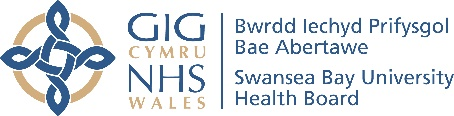 GIG
CYMRU
NHS
WALES
Bwrdd Iechyd Prifysgol
Bae Abertawe
Swansea Bay University
Health Board